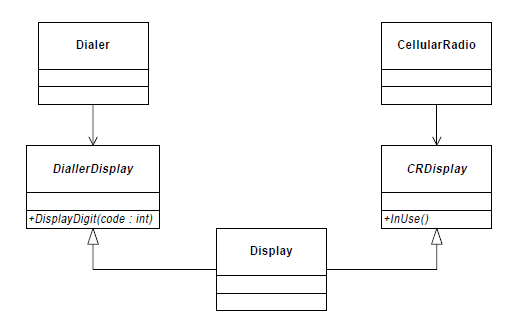 Dialer
CellularRadio
DiallerDisplay
+DisplayDigit(code : int)
CRDisplay
+InUse()
Display